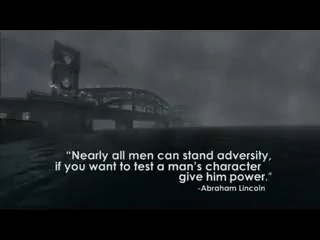 “Nearly all men can stand adversity,
if you want to test a man’s character
give him power.”
-Abraham Lincoln